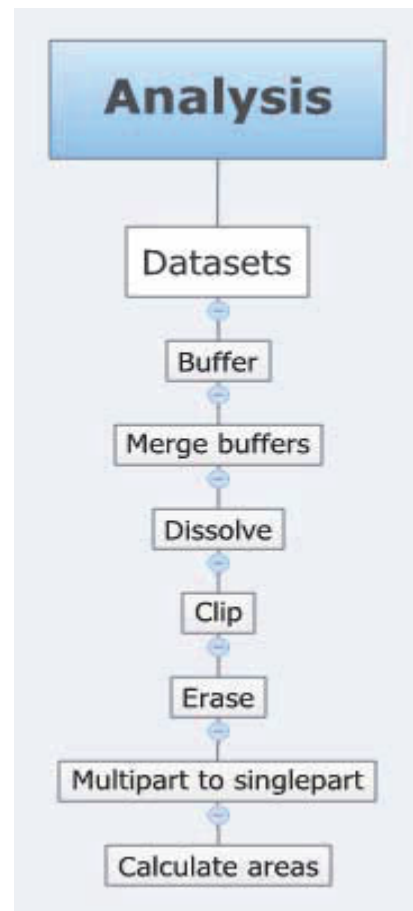 Analysis
Datasets
Buffer
Merge buffers
Dissolve
Clip
Erase
Multipart to singlepart
Calculate areas